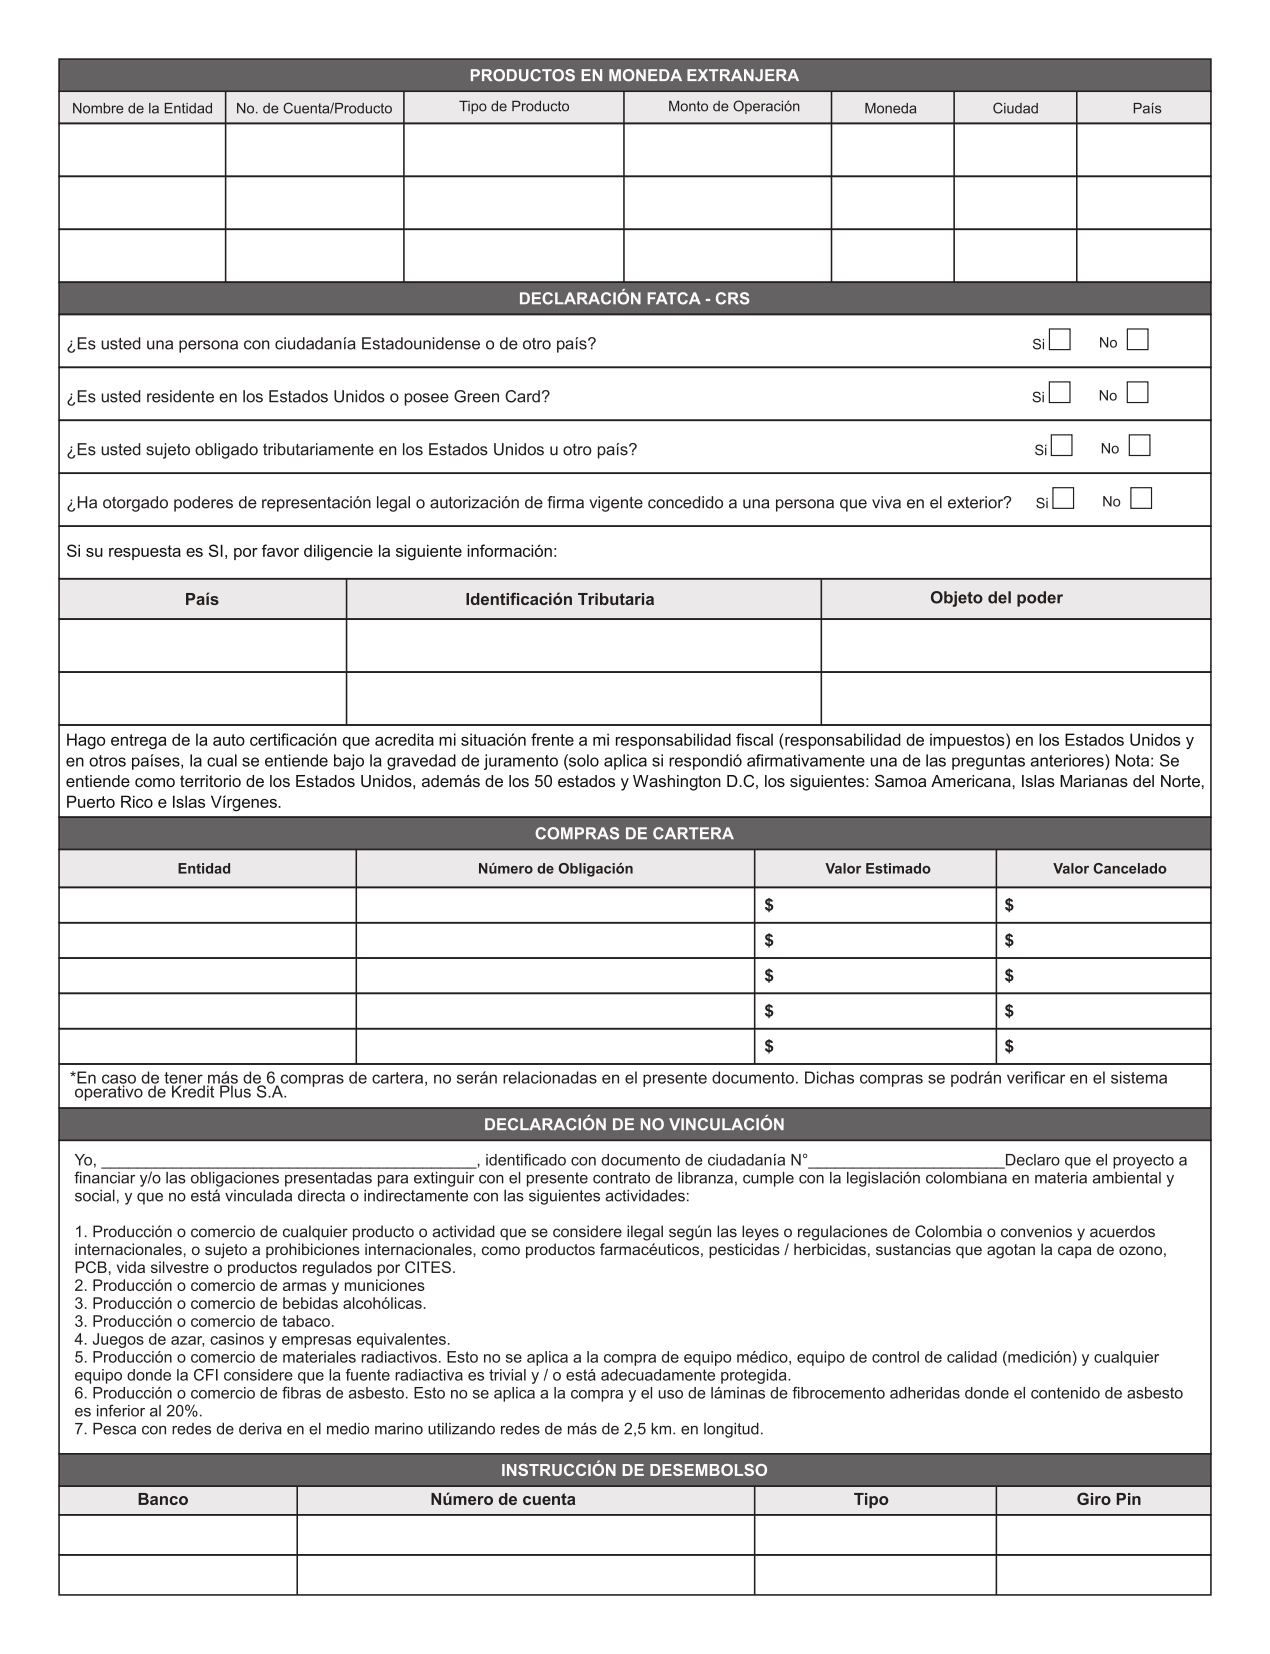 PRODUCTOS EN MONEDA EXTRANJERA
Nombre de la Entidad No. de Cuenta/Producto Tipo de Producto Monto de Operación Moneda Ciudad País
DECLARACIÓN FATCA - CRS
¿Es usted una persona con ciudadanía Estadounidense o de otro país? Si No
¿Es usted residente en los Estados Unidos o posee Green Card? Si No
¿Es usted sujeto obligado tributariamente en los Estados Unidos u otro país? Si No
¿Ha otorgado poderes de representación legal o autorización de firma vigente concedido a una persona que viva en el exterior? Si No
Si su respuesta es SI, por favor diligencie la siguiente información:
País Identificación Tributaria Objeto del poder
Hago entrega de la auto certificación que acredita mi situación frente a mi responsabilidad fiscal (responsabilidad de impuestos) en los Estados Unidos y
en otros países, la cual se entiende bajo la gravedad de juramento (solo aplica si respondió afirmativamente una de las preguntas anteriores) Nota: Se
entiende como territorio de los Estados Unidos, además de los 50 estados y Washington D.C, los siguientes: Samoa Americana, Islas Marianas del Norte,
Puerto Rico e Islas Vírgenes.
COMPRAS DE CARTERA
Entidad Número de Obligación Valor Estimado Valor Cancelado
$ $
$ $
$ $
$ $
$ $
*En caso de tener más de 6 compras de cartera, no serán relacionadas en el presente documento. Dichas compras se podrán verificar en el sistema
operativo de Kredit Plus S.A.
DECLARACIÓN DE NO VINCULACIÓN
Yo, __________________________________________, identificado con documento de ciudadanía N°______________________Declaro que el proyecto a
financiar y/o las obligaciones presentadas para extinguir con el presente contrato de libranza, cumple con la legislación colombiana en materia ambiental y
social, y que no está vinculada directa o indirectamente con las siguientes actividades:
1. Producción o comercio de cualquier producto o actividad que se considere ilegal según las leyes o regulaciones de Colombia o convenios y acuerdos
internacionales, o sujeto a prohibiciones internacionales, como productos farmacéuticos, pesticidas / herbicidas, sustancias que agotan la capa de ozono,
PCB, vida silvestre o productos regulados por CITES.
2. Producción o comercio de armas y municiones
3. Producción o comercio de bebidas alcohólicas.
3. Producción o comercio de tabaco.
4. Juegos de azar, casinos y empresas equivalentes.
5. Producción o comercio de materiales radiactivos. Esto no se aplica a la compra de equipo médico, equipo de control de calidad (medición) y cualquier
equipo donde la CFI considere que la fuente radiactiva es trivial y / o está adecuadamente protegida.
6. Producción o comercio de fibras de asbesto. Esto no se aplica a la compra y el uso de láminas de fibrocemento adheridas donde el contenido de asbesto
es inferior al 20%.
7. Pesca con redes de deriva en el medio marino utilizando redes de más de 2,5 km. en longitud.
INSTRUCCIÓN DE DESEMBOLSO
Banco Número de cuenta Tipo Giro Pin